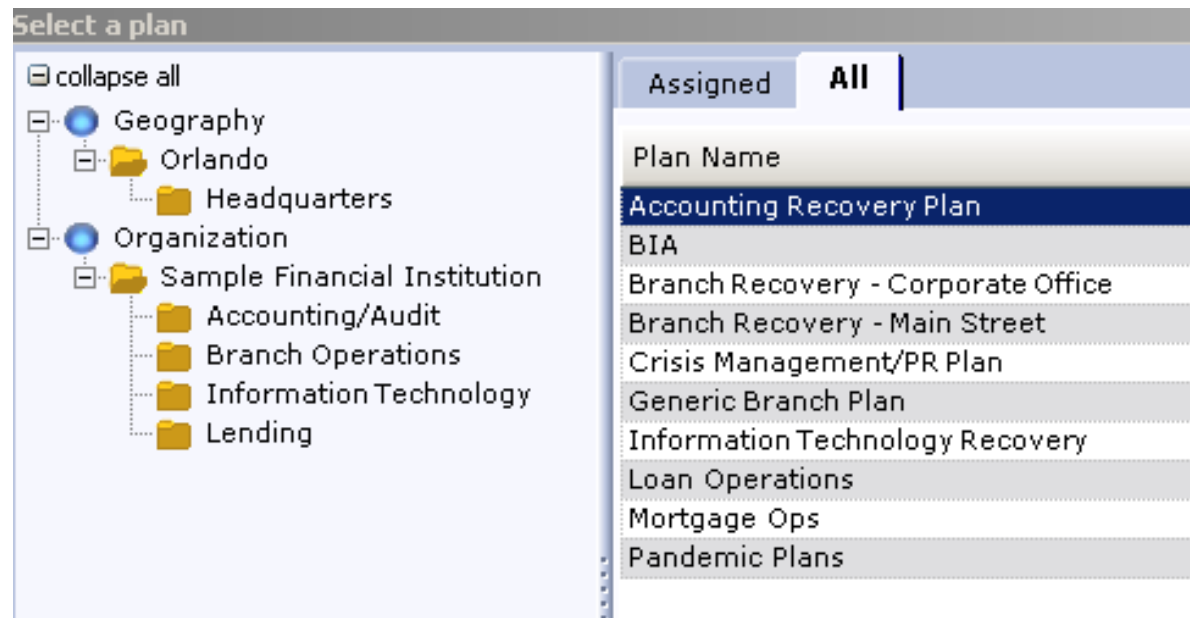 Select a plan
collapse all
Geography
Orlando
Headquarters
Organization
Sample Financial Institution
Accounting/Audit
Branch Operations
Information Technology
Lending
Assigned
All
Plan Name
Accounting Recovery Plan
BIA
Branch Recovery - Corporate Office
Branch Recovery - Main Street
Crisis Management/PR Plan
Generic Branch Plan
Information Technology Recovery
Loan Operations
Mortgage Ops
Pandemic Plans